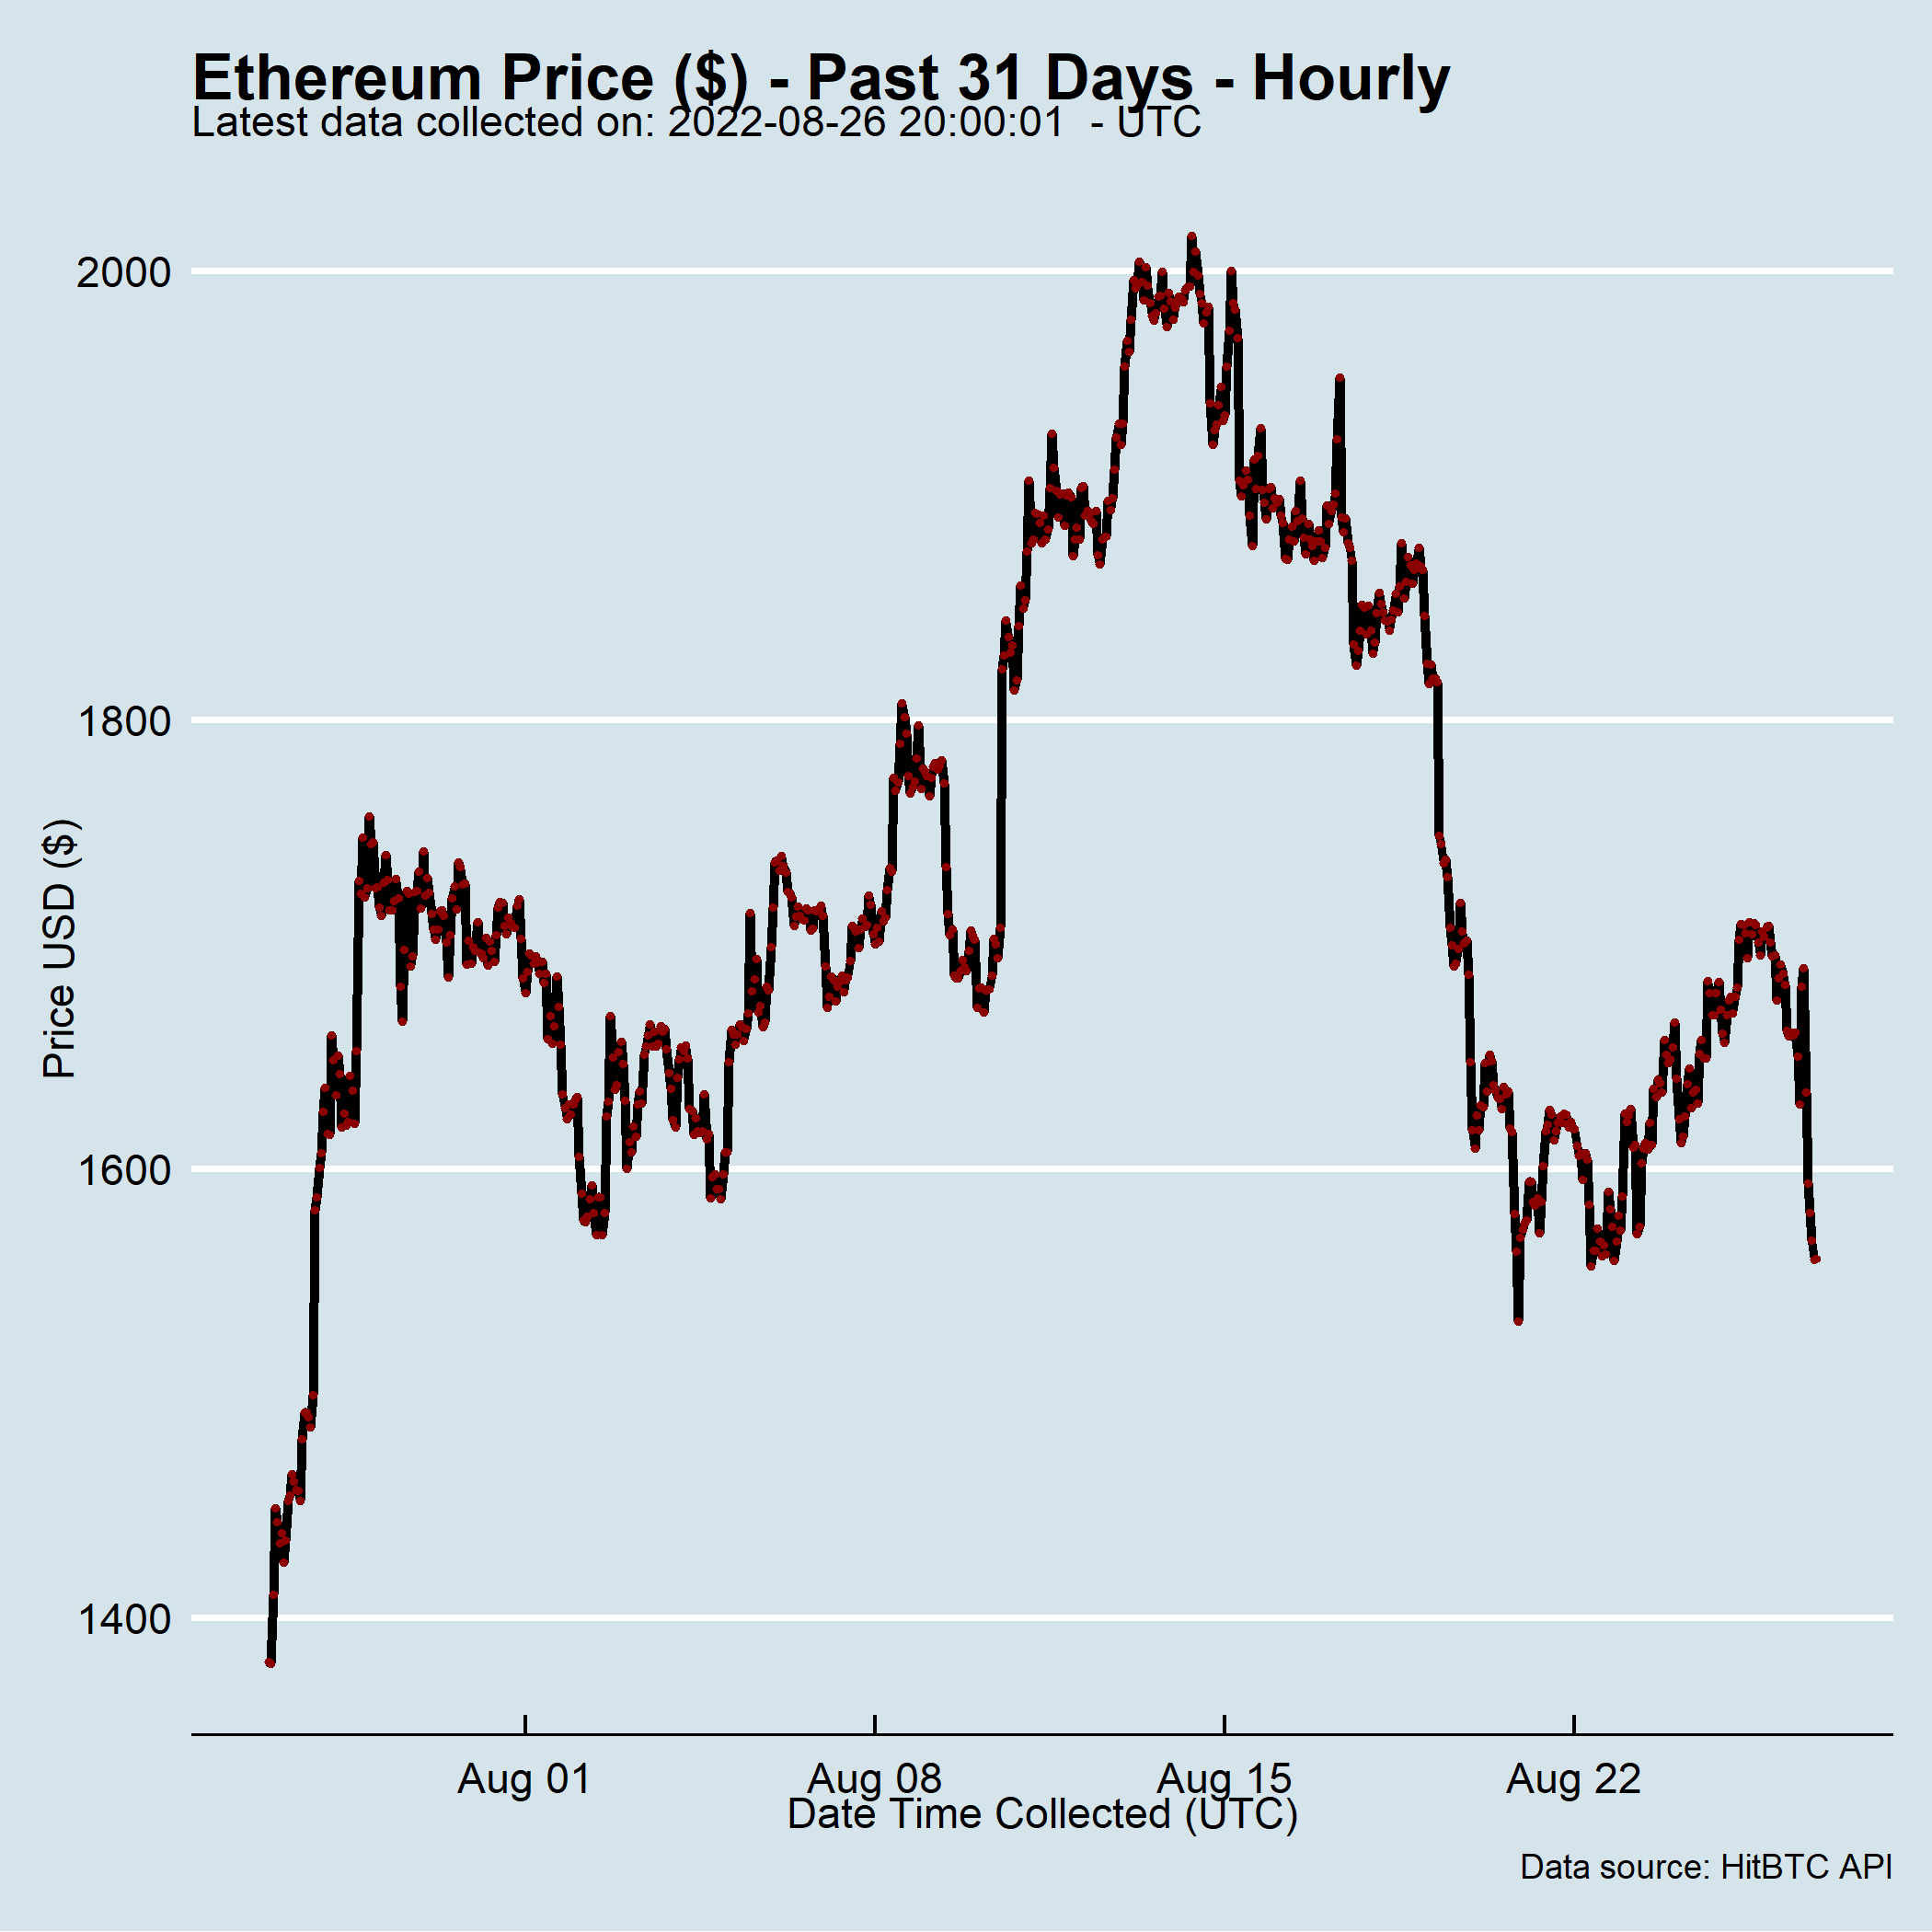 Ethereum Price ($) - Past 31 Days - Hourly
Latest data collected on: 2022-08-26 20:00:01  - UTC
Price USD ($)
2000
1800
1600
1400
Aug 01 Aug 08 Aug 15 Aug 22
Date Time Collected (UTC)
Data source: HitBTC API